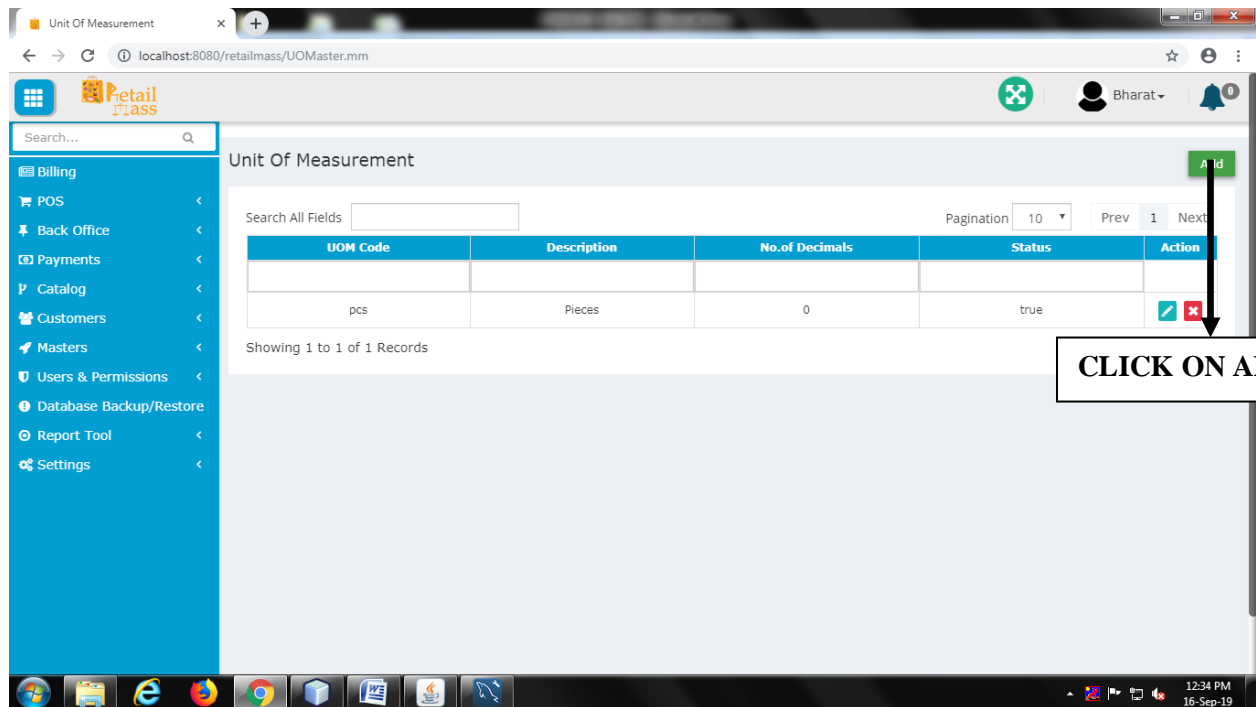 Unit Of Measurement
localhost:8080/retailmass/UOMaster.mm
Retail
Mass
Bharat
0
Search...
Billing
POS
Back Office
Payments
Catalog
Customers
Masters
Users & Permissions
Database Backup/Restore
Report Tool
Settings
Unit Of Measurement
Add
Search All Fields
Pagination 10 Prev 1 Next
UOM Code Description No.of Decimals Status Action
pcs Pieces 0 true
Showing 1 to 1 of 1 Records
CLICK ON
12:34 PM
16-Sep-19